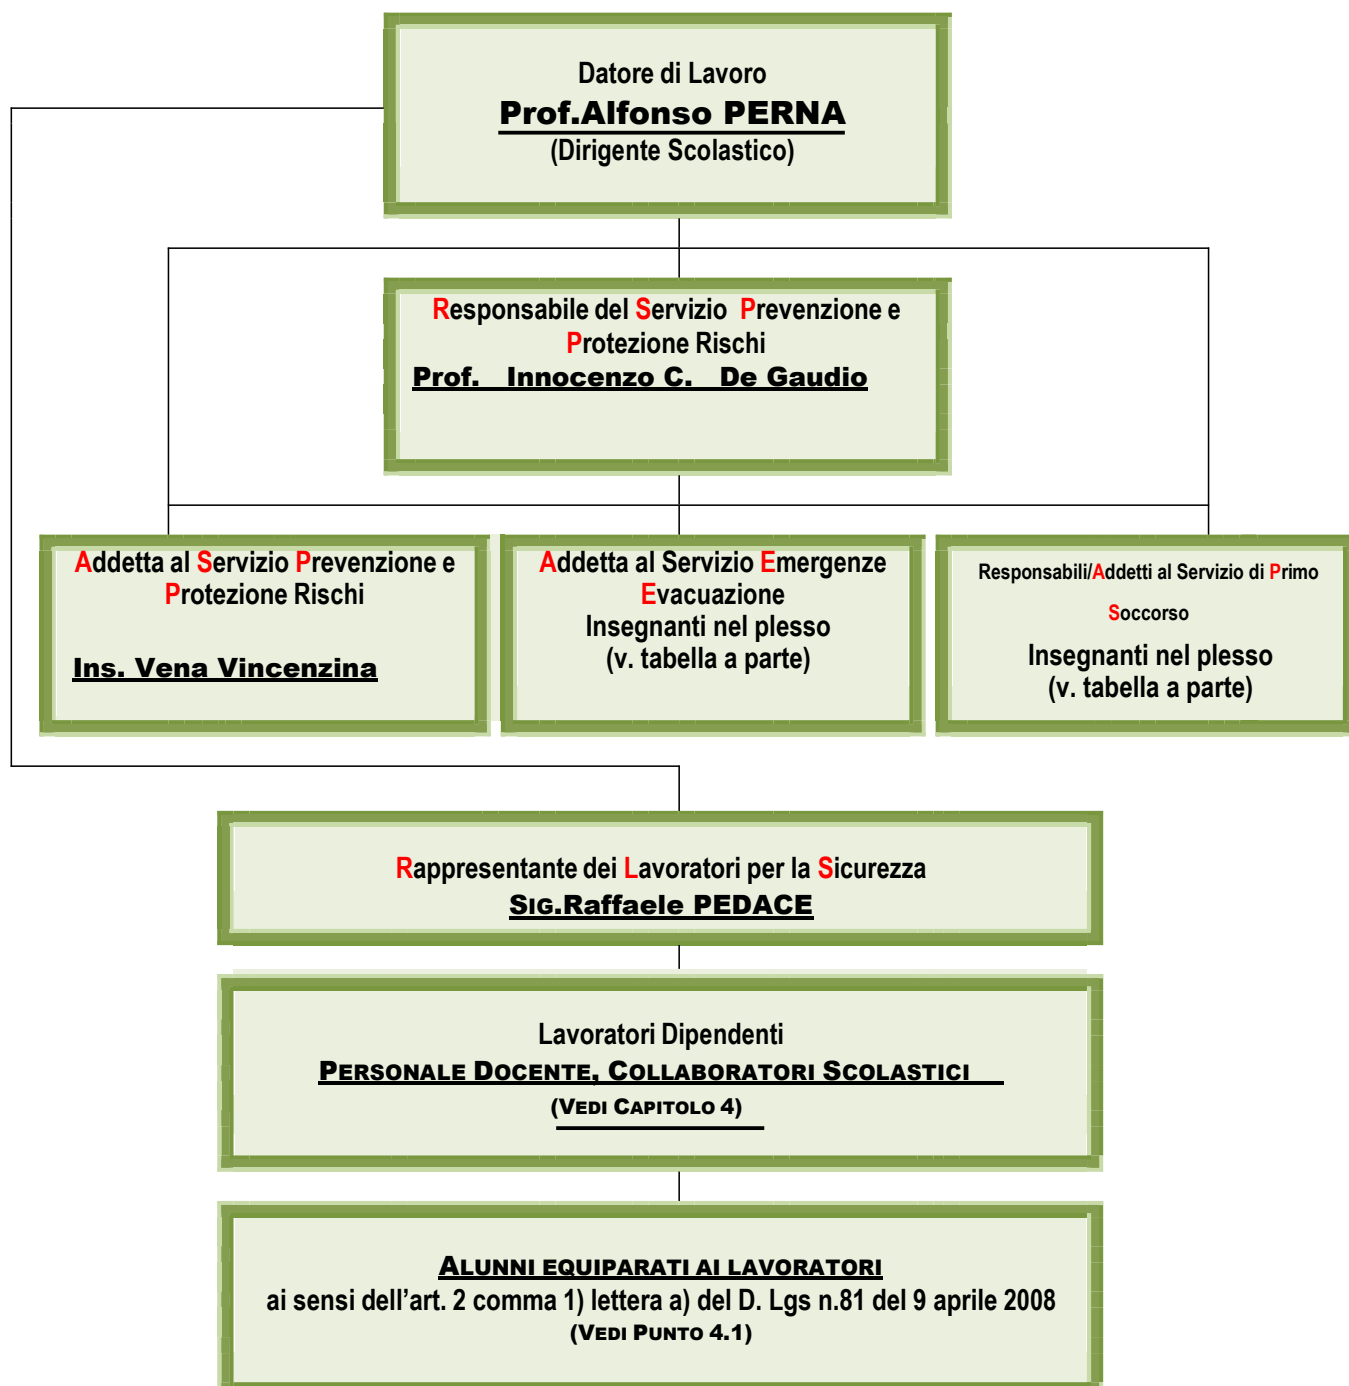 Datore di Lavoro
Prof.Alfonso PERNA
(Dirigente Scolastico)
Responsabile del Servizio Prevenzione e
Protezione Rischi
Prof. Innocenzo C. De Gaudio
Addetta al Servizio Prevenzione e
Protezione Rischi
Ins. Vena Vincenzina
Addetta al Servizio Emergenze
Evacuazione
Insegnanti nel plesso
(v. tabella a parte)
Responsabili/Addetti al Servizio di Primo
Soccorso
Insegnanti nel plesso
(v. tabella a parte)
Rappresentante dei Lavoratori per la Sicurezza
SIG.Raffaele PEDACE
Lavoratori Dipendenti
PERSONALE DOCENTE, COLLABORATORI SCOLASTICI
(VEDI CAPITOLO 4)
ALUNNI EQUIPARATI AI LAVORATORI
ai sensi dell’art. 2 comma 1) lettera a) del D. Lgs n.81 del 9 aprile 2008
(VEDI PUNTO 4.1)